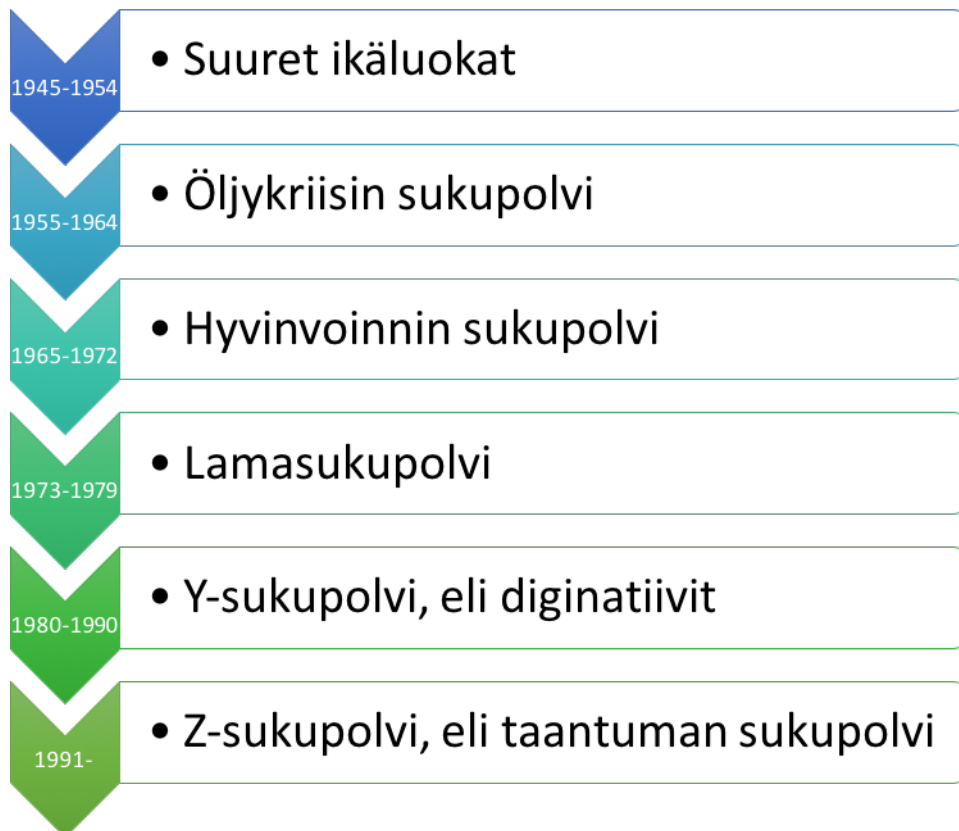 1945-1954
• Suuret ikäluokat
1955-1964
• Öljykriisin sukupolvi
1965-1972
• Hyvinvoinnin sukupolvi
1973-1979
• Lamasukupolvi
1980-1990
• Y-sukupolvi, eli diginatiivit
1991-
• Z-sukupolvi, eli taantuman sukupolvi